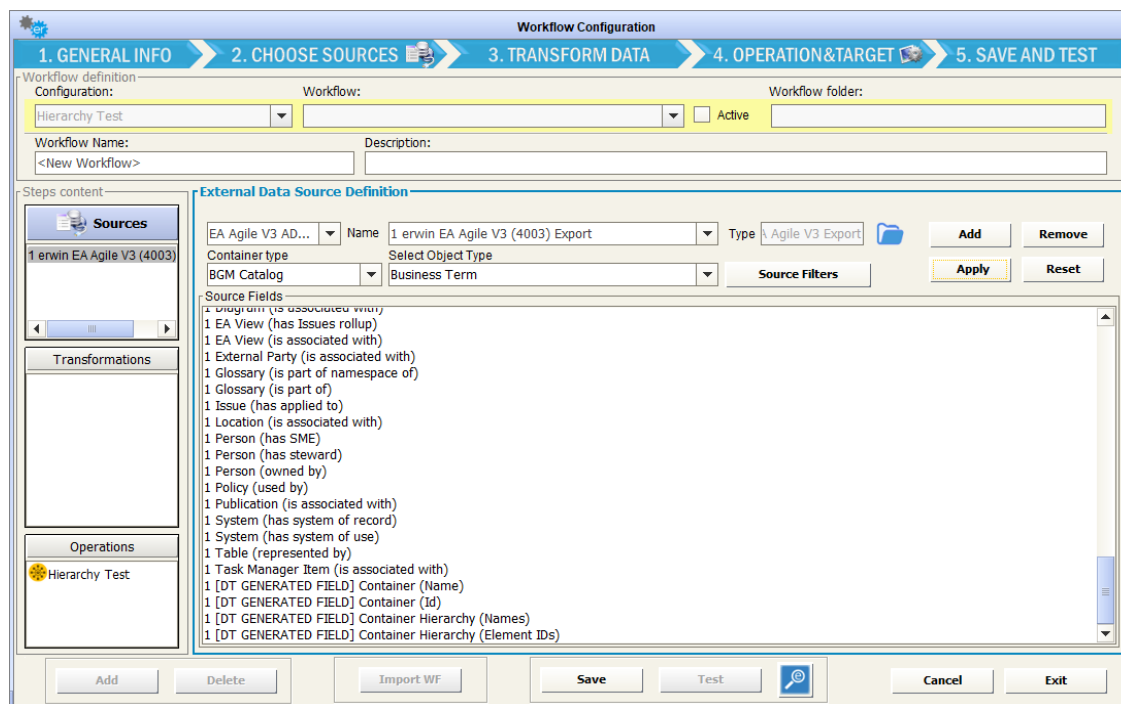 Workflow Configuration
1. GENERAL INFO 2. CHOOSE SOURCES 3. TRANSFORM DATA 4. OPERATION&TARGET 5. SAVE AND TEST
Workflow definition
Configuration: Workflow: Workflow folder:
Hierarchy Test Active
Workflow Name: Description:
<New Workflow>
Steps content
Sources
1 erwin EA Agile V3 (4003)
Transformations
Operations
Hierarchy Test
External Data Source Definition
EA Agile V3 AD... Name 1 erwin EA Agile V3 (4003) Export Type Agile V3 Export Add Remove
Container type Select Object Type
BGM Catalog Business Term Source Filters Apply Reset
Source Fields
1 Diagram (is associated with)
1 EA View (has Issues rollup)
1 EA View (is associated with)
1 External Party (is associated with)
1 Glossary (is part of namespace of)
1 Glossary (is part of)
1 Issue (has applied to)
1 Location (is associated with)
1 Person (has SME)
1 Person (has steward)
1 Person (owned by)
1 Policy (used by)
1 Publication (is associated with)
1 System (has system of record)
1 System (has system of use)
1 Table (represented by)
1 Task Manager Item (is associated with)
1 [DT GENERATED FIELD] Container (Name)
1 [DT GENERATED FIELD] Container (Id)
1 [DT GENERATED FIELD] Container Hierarchy (Names)
1 [DT GENERATED FIELD] Container Hierarchy (Element IDs)
Add Delete Import WF Save Test Cancel Exit